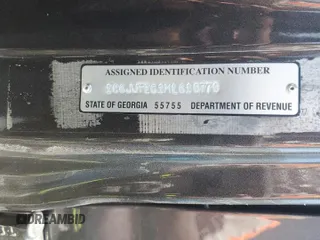 ASSIGNED IDENTIFICATION NUMBER
STATE OF GEORGIA 55755 DEPARTMENT OF REVENUE
DREAMBID